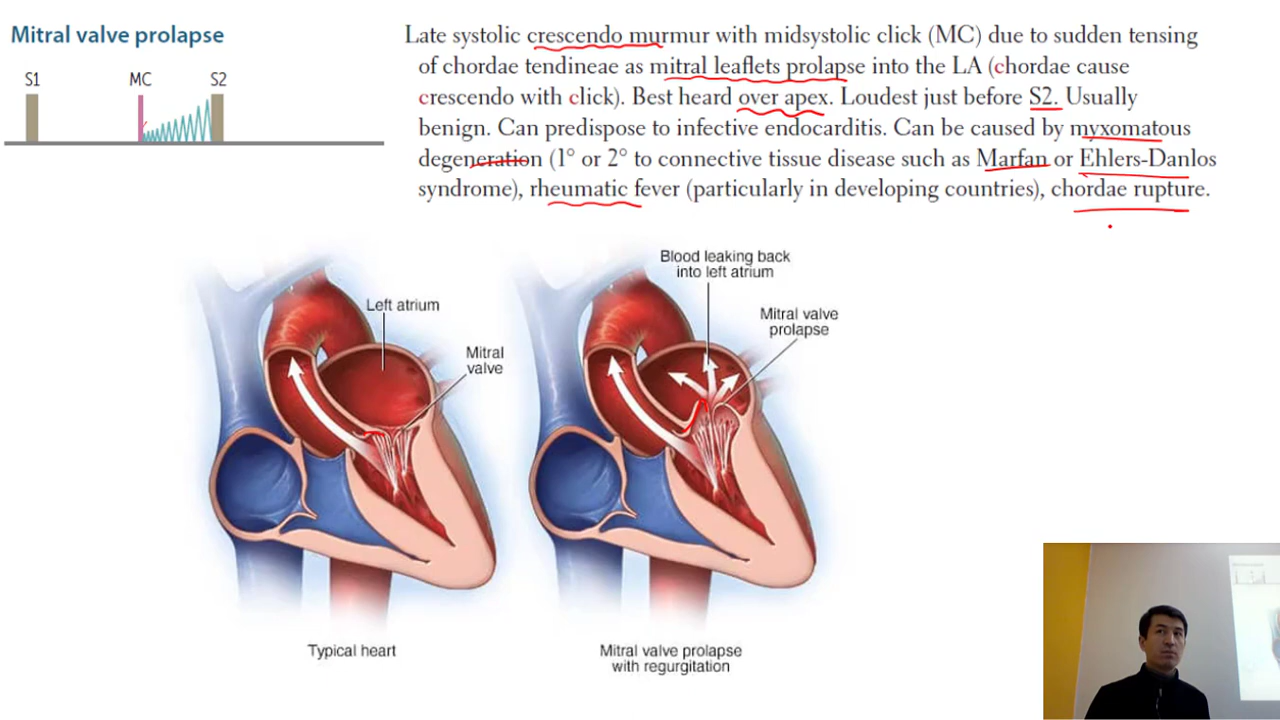 Mitral valve prolapse
S1
MC
S2
Late systolic crescendo murmur with midsystolic click (MC) due to sudden tensing
of chordae tendineae as mitral leaflets prolapse into the LA (chordae cause
crescendo with click). Best heard over apex. Loudest just before S2. Usually
benign. Can predispose to infective endocarditis. Can be caused by myxomatous
degeneration (1° or 2° to connective tissue disease such as Marfan or Ehlers-Danlos
syndrome), rheumatic fever (particularly in developing countries), chordae rupture.
Left atrium
Mitral
valve
Blood leaking back
into left atrium
Mitral valve
prolapse
Typical heart
Mitral valve prolapse
with regurgitation